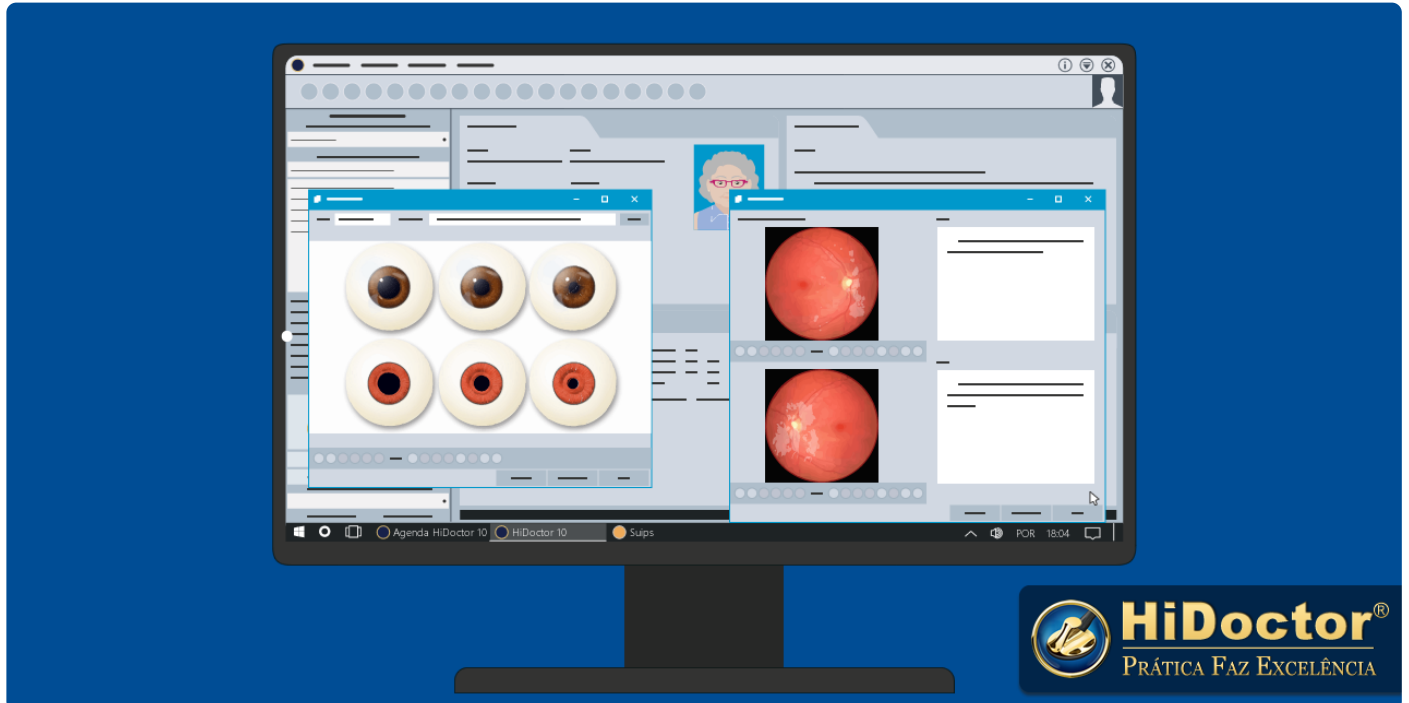 Agenda HiDoctor 10 HiDoctor 10 Suips POR 18:04
HiDoctor®
PRÁTICA FAZ EXCELÊNCIA